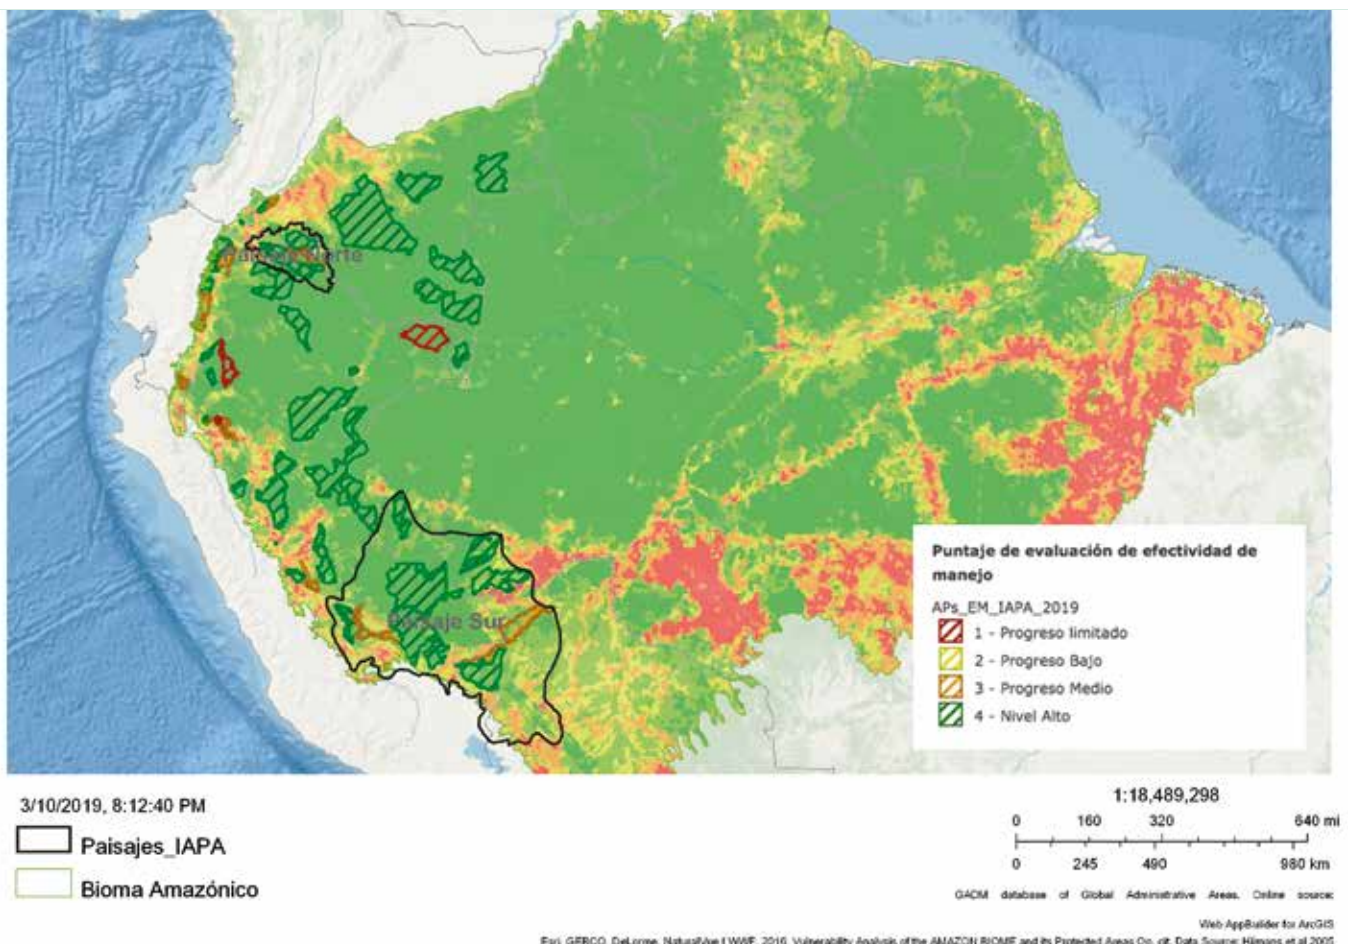 Paisaje Norte
Paisaje Sur
Puntaje de evaluación de efectividad de
manejo
APs_EM_IAPA_2019
1 - Progreso limitado
2 - Progreso Bajo
3 - Progreso Medio
4 - Nivel Alto
3/10/2019, 8:12:40 PM
Paisajes_IAPA
Bioma Amazónico
1:18,489,298
0 160 320 640 mi
0 245 490 980 km
GADM database of Global Administrative Areas. Online source:
Web AppBuilder for ArcGIS
Esri, GEBCO, DeLorme, NaturalVue | WWF, 2016. Vulnerability Analysis of the AMAZON BIOME and its Protected Areas Op. cit. Data Source: